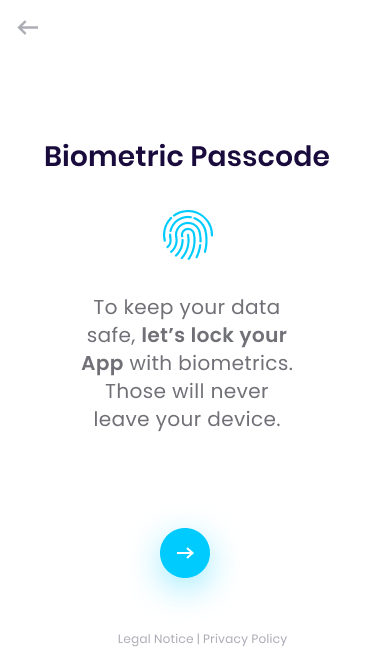 Biometric Passcode
To keep your data
safe, let’s lock your
App with biometrics.
Those will never
leave your device.
Legal Notice | Privacy Policy